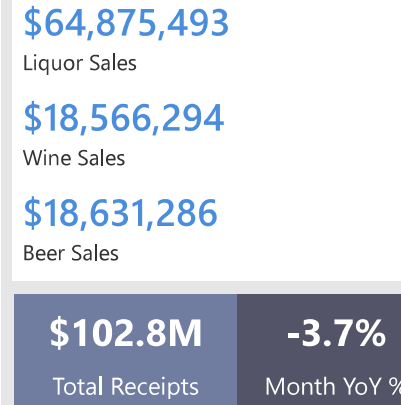 $64,875,493
Liquor Sales
$18,566,294
Wine Sales
$18,631,286
Beer Sales
$102.8M
Total Receipts
-3.7%
Month YoY %